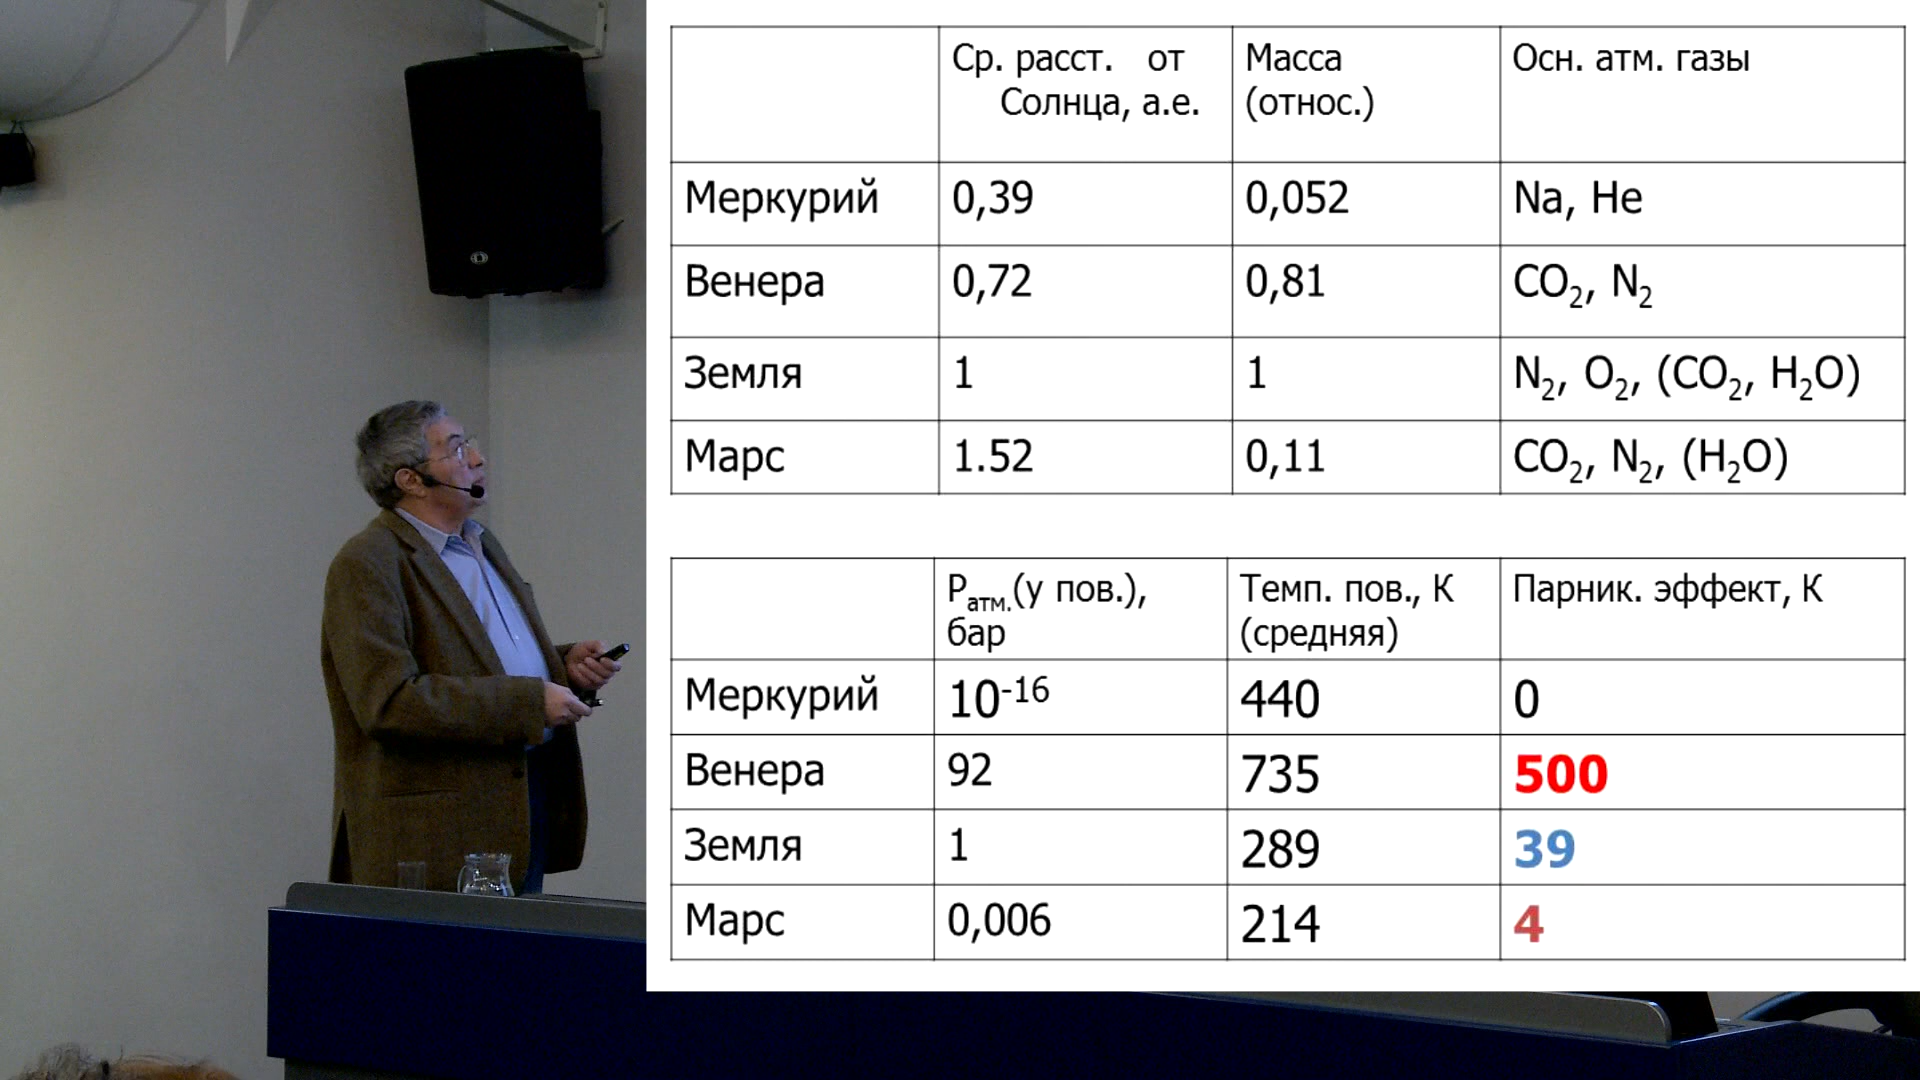 Ср. расст. от
Солнца, а.е.
Масса
(относ.)
Осн. атм. газы
Меркурий 0,39 0,052 Na, He
Венера 0,72 0,81 CO₂, N₂
Земля 1 1 N₂, O₂, (CO₂, H₂O)
Марс 1.52 0,11 CO₂, N₂, (H₂O)
Pатм.(у пов.),
бар
Темп. пов., К
(средняя)
Парник. эффект, К
Меркурий 10⁻¹⁶ 440 0
Венера 92 735 500
Земля 1 289 39
Марс 0,006 214 4